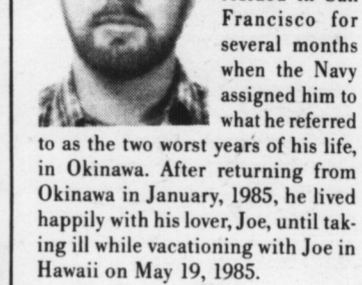 Francisco for
several months
when the Navy
assigned him to
what he referred
to as the two worst years of his life,
in Okinawa. After returning from
Okinawa in January, 1985, he lived
happily with his lover, Joe, until tak-
ing ill while vacationing with Joe in
Hawaii on May 19, 1985.